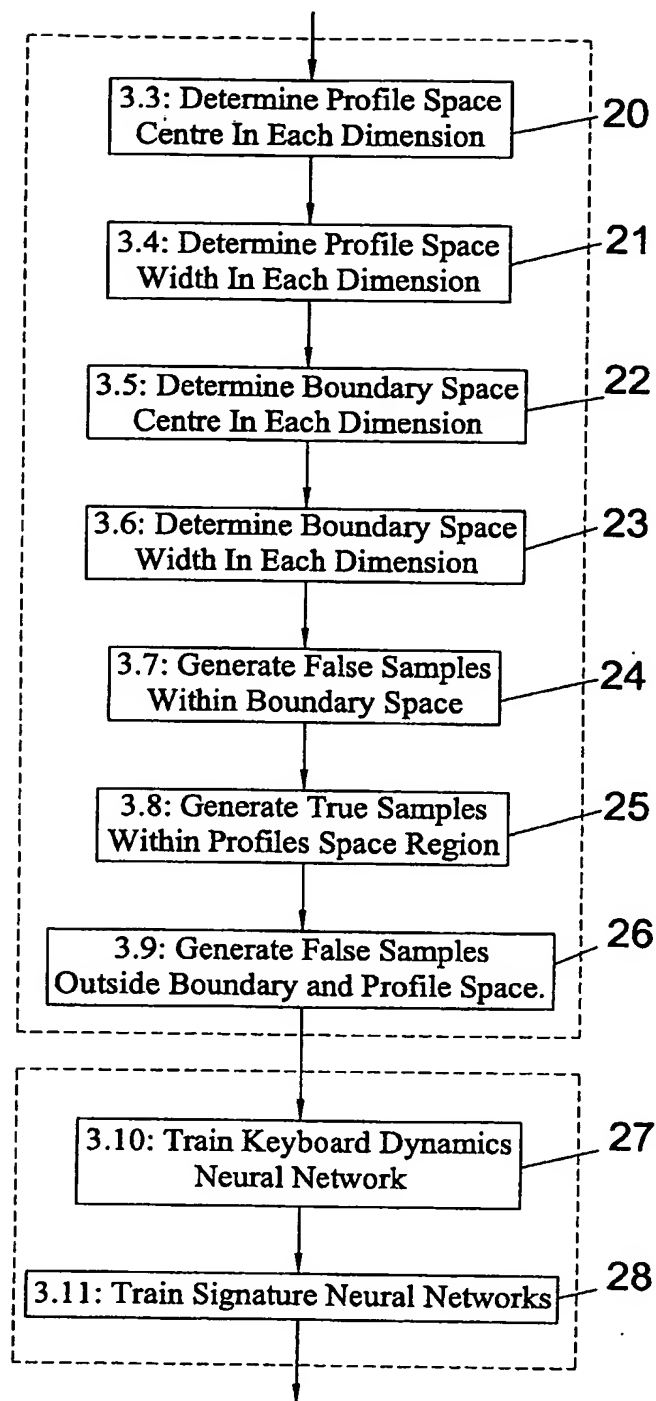 3.3: Determine Profile Space
Centre In Each Dimension
20
3.4: Determine Profile Space
Width In Each Dimension
21
3.5: Determine Boundary Space
Centre In Each Dimension
22
3.6: Determine Boundary Space
Width In Each Dimension
23
3.7: Generate False Samples
Within Boundary Space
24
3.8: Generate True Samples
Within Profiles Space Region
25
3.9: Generate False Samples
Outside Boundary and Profile Space.
26
3.10: Train Keyboard Dynamics
Neural Network
27
3.11: Train Signature Neural Networks
28